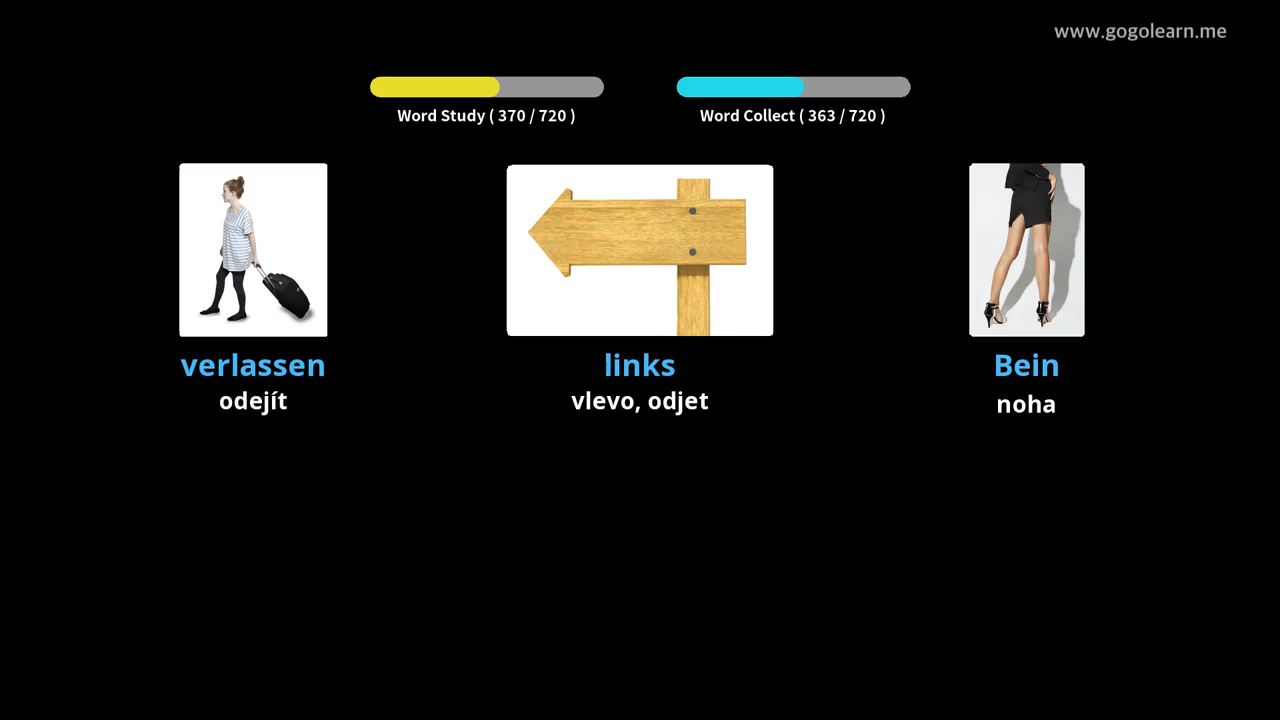 www.gogolearn.me
Word Study ( 370 / 720 )
Word Collect ( 363 / 720 )
verlassen
odejít
links
vlevo, odjet
Bein
noha